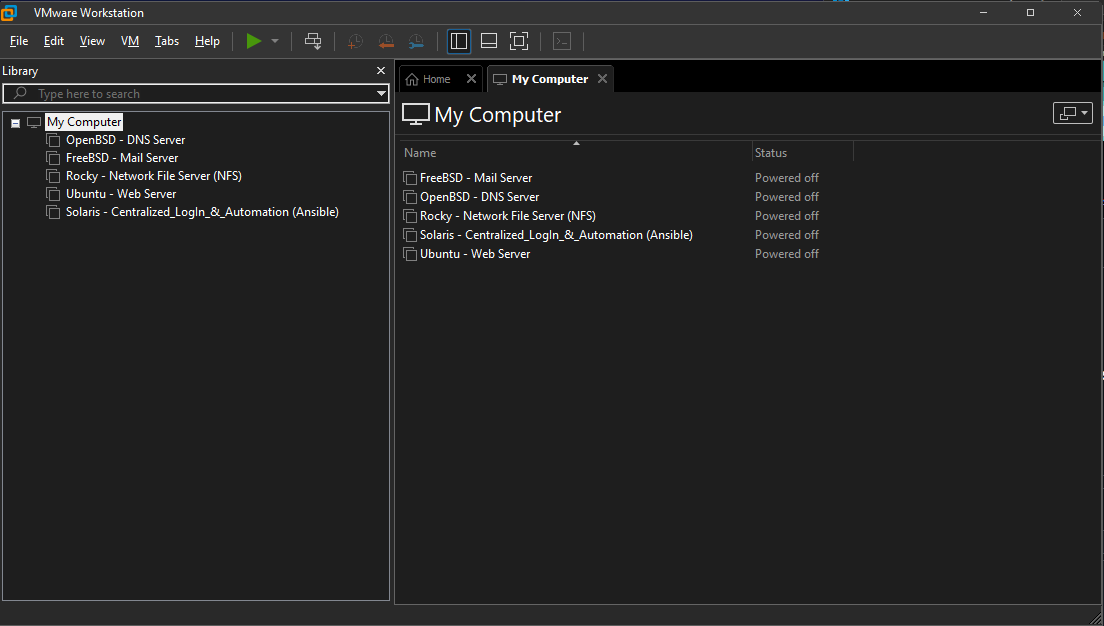 VMware Workstation
File Edit View VM Tabs Help
Library
Type here to search
My Computer
OpenBSD - DNS Server
FreeBSD - Mail Server
Rocky - Network File Server (NFS)
Ubuntu - Web Server
Solaris - Centralized_LogIn_&_Automation (Ansible)
Home My Computer
My Computer
Name Status
FreeBSD - Mail Server Powered off
OpenBSD - DNS Server Powered off
Rocky - Network File Server (NFS) Powered off
Solaris - Centralized_LogIn_&_Automation (Ansible) Powered off
Ubuntu - Web Server Powered off